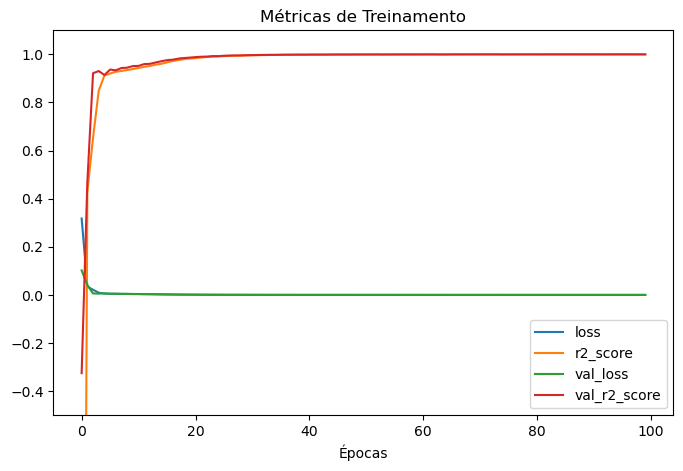 Métricas de Treinamento
1.0
0.8
0.6
0.4
0.2
0.0
−0.2
−0.4
0 20 40 60 80 100
Épocas
loss
r2_score
val_loss
val_r2_score